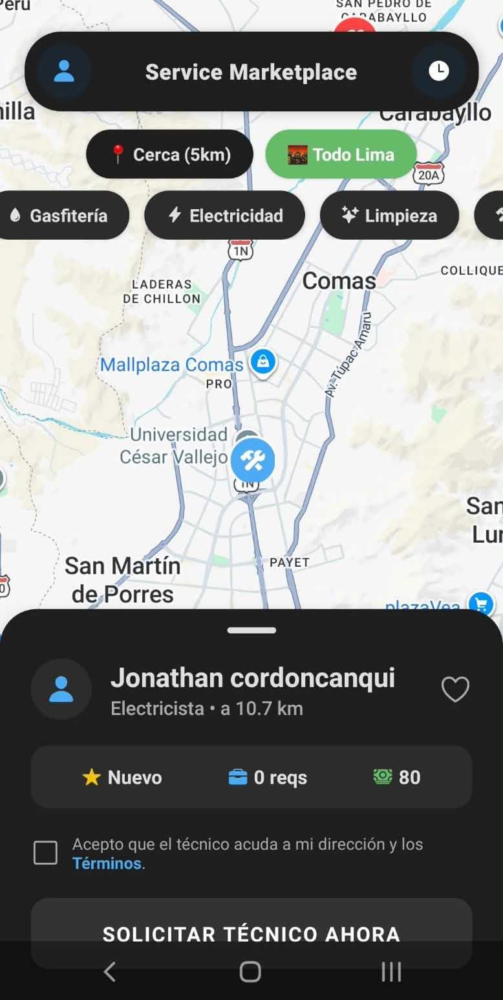 Perú
SAN PEDRO DE
CARABAYLLO
Service Marketplace
Carabayllo
Cerca (5km)
Todo Lima
20A
Gasfitería
Electricidad
Limpieza
1N
LADERAS
DE CHILLON
Comas
COLLIQUE
Av. Túpac Amaru
Mallplaza Comas
PRO
Universidad
César Vallejo
1N
San
San Martín
de Porres
PAYET
plazaVea
Jonathan cordoncanqui
Electricista • a 10.7 km
Nuevo
0 reqs
80
Acepto que el técnico acuda a mi dirección y los
Términos.
SOLICITAR TÉCNICO AHORA